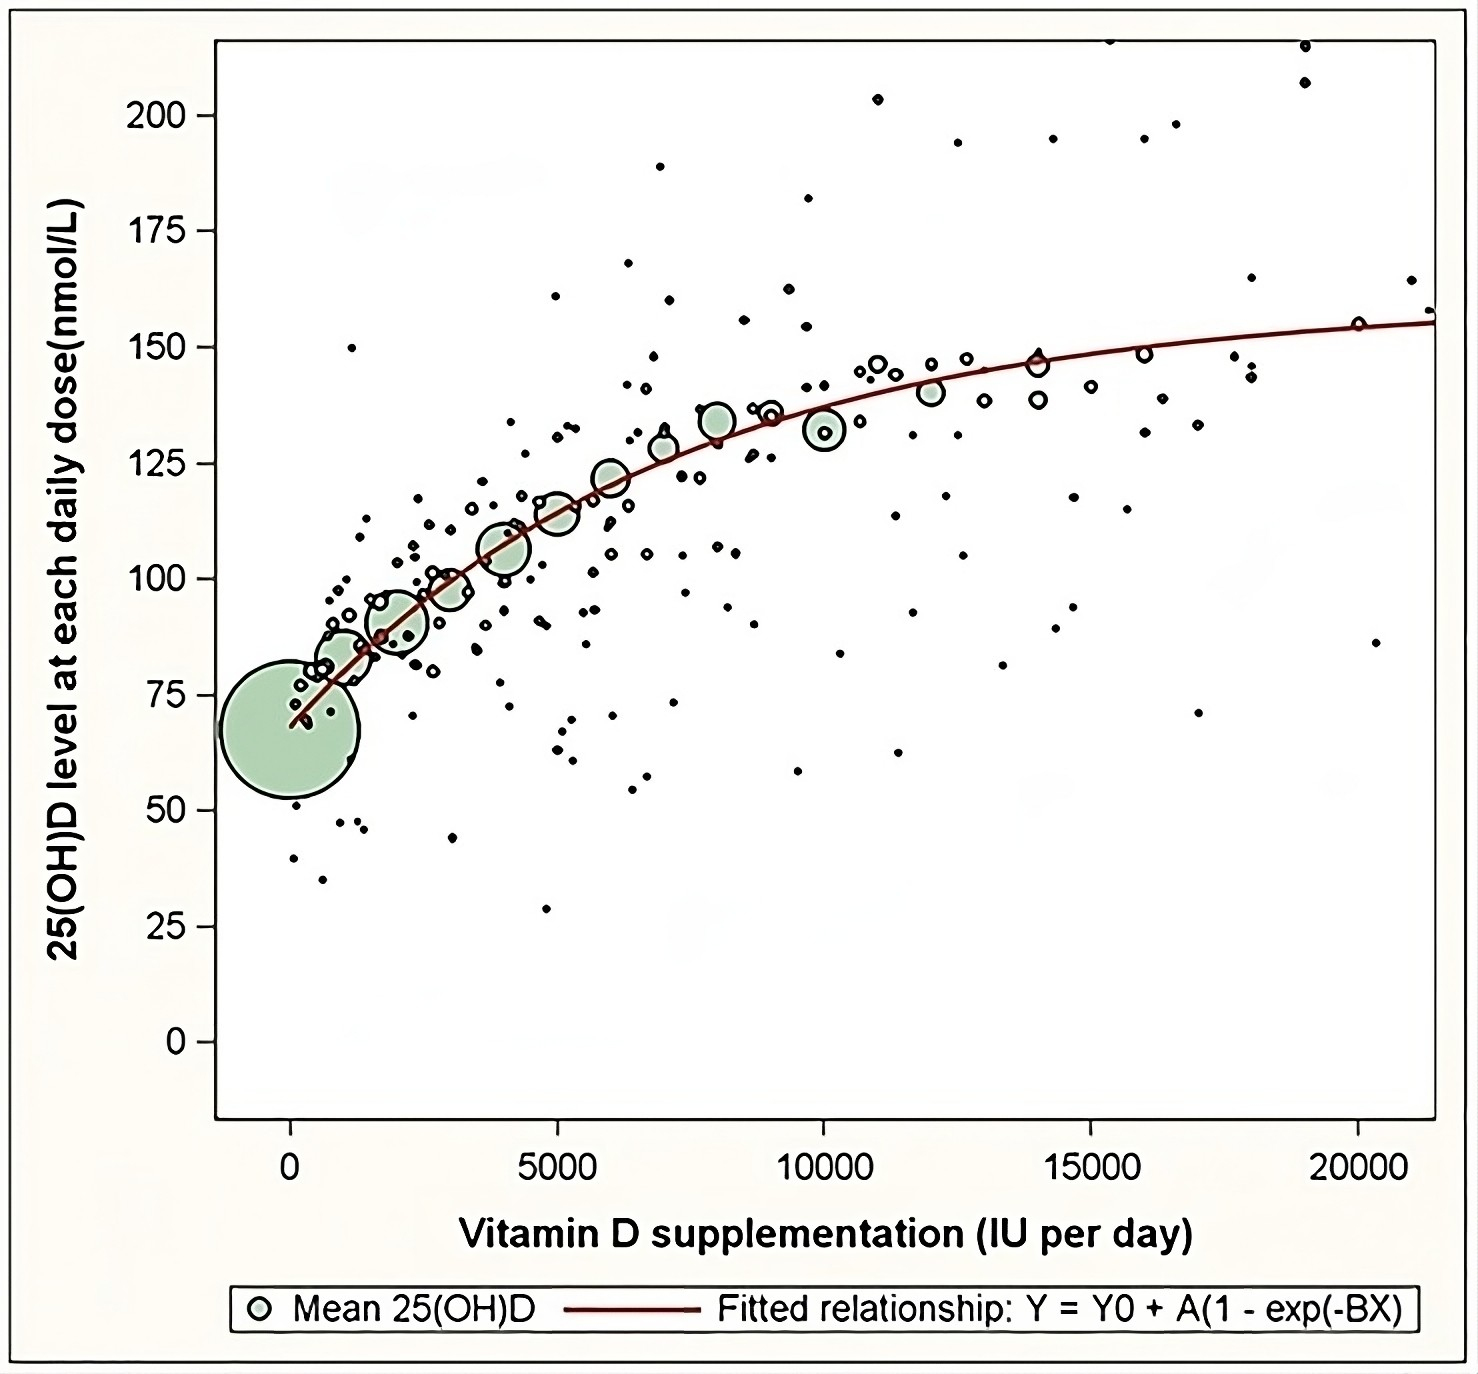 25(OH)D level at each daily dose(nmol/L)
200
175
150
125
100
75
50
25
0
0 5000 10000 15000 20000
Vitamin D supplementation (IU per day)
Mean 25(OH)D Fitted relationship: Y = Y0 + A(1 - exp(-BX)